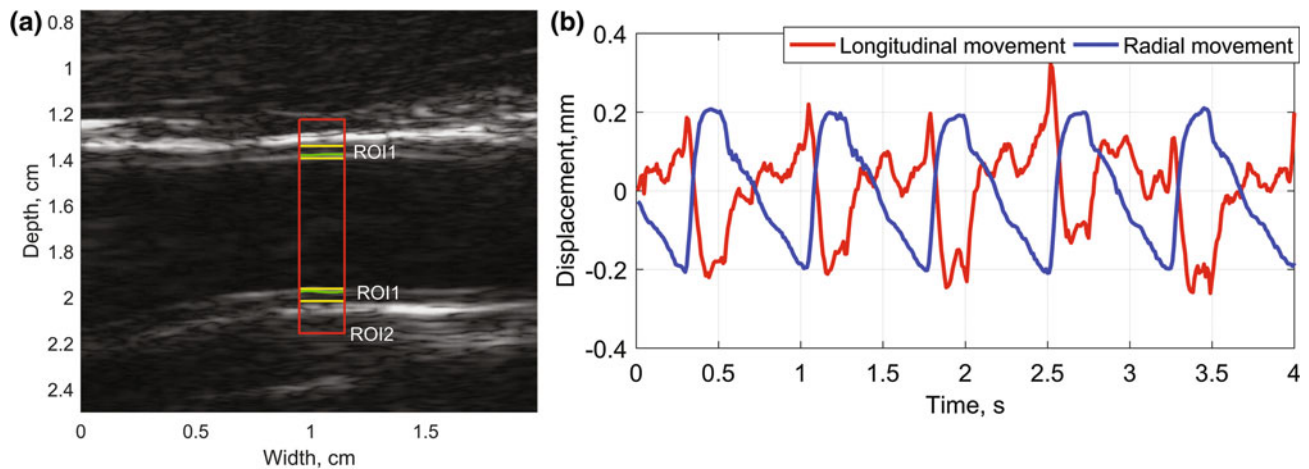 (a)
0.8
1
1.2
1.4
1.6
1.8
2
2.2
2.4
Depth, cm
ROI1
ROI1
ROI2
0 0.5 1 1.5
Width, cm
(b)
Longitudinal movement Radial movement
0.4
0.2
0
-0.2
-0.4
Displacement,mm
0 0.5 1 1.5 2 2.5 3 3.5 4
Time, s